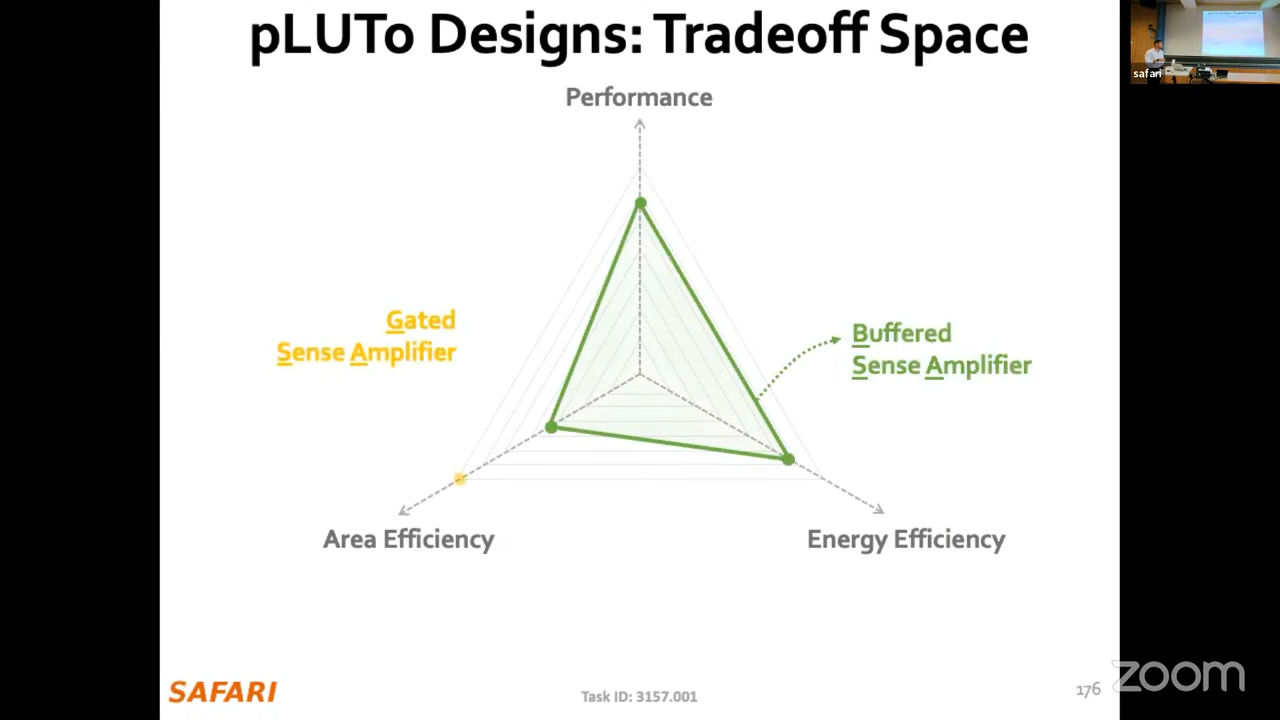 pLUTo Designs: Tradeoff Space
safari
Performance
Gated
Sense Amplifier
Buffered
Sense Amplifier
Area Efficiency
Energy Efficiency
SAFARI
Task ID: 3157.001
176
zoom